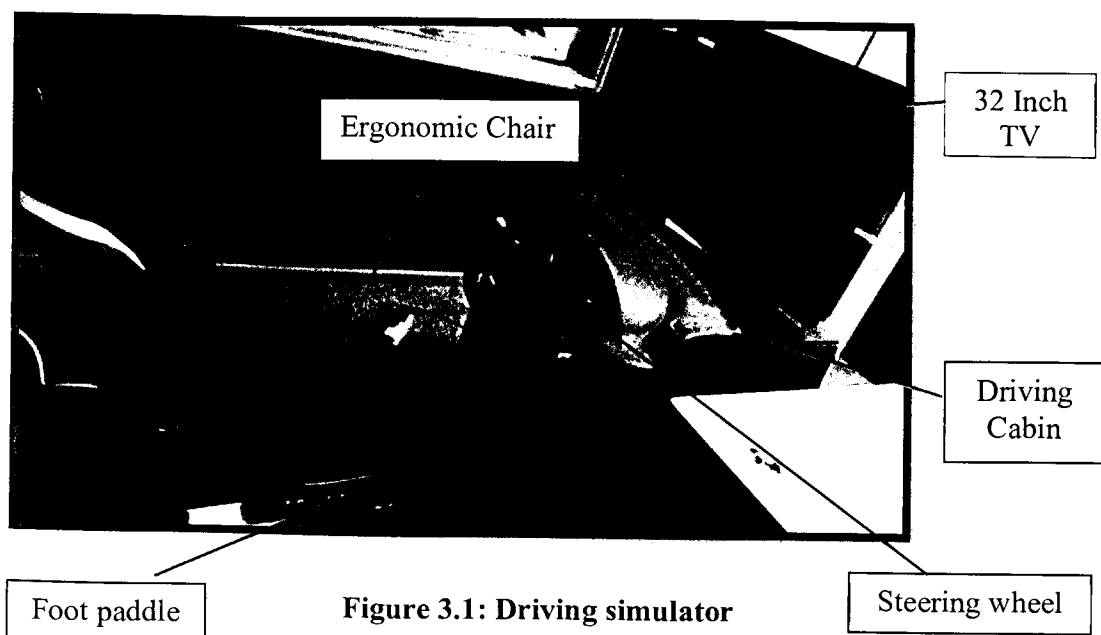 Ergonomic Chair
32 Inch
TV
Driving
Cabin
Foot paddle
Figure 3.1: Driving simulator
Steering wheel